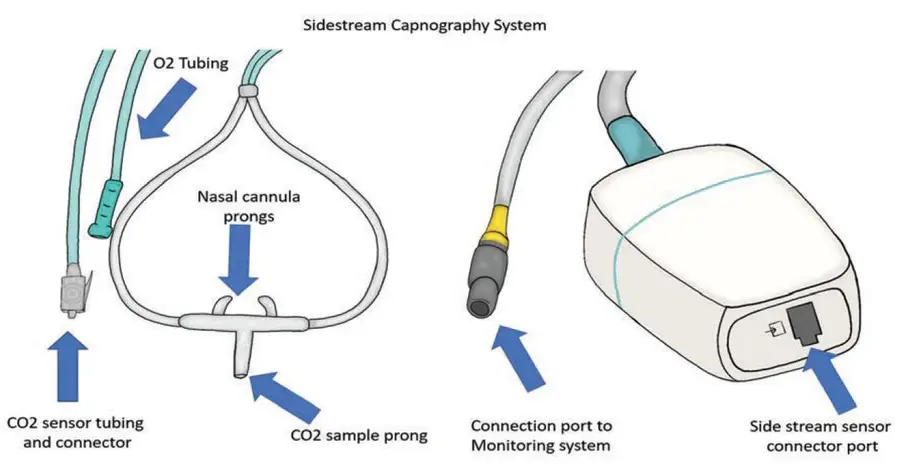 Sidestream Capnography System
O2 Tubing
Nasal cannula
prongs
CO2 sensor tubing
and connector
CO2 sample prong
Connection port to
Monitoring system
Side stream sensor
connector port